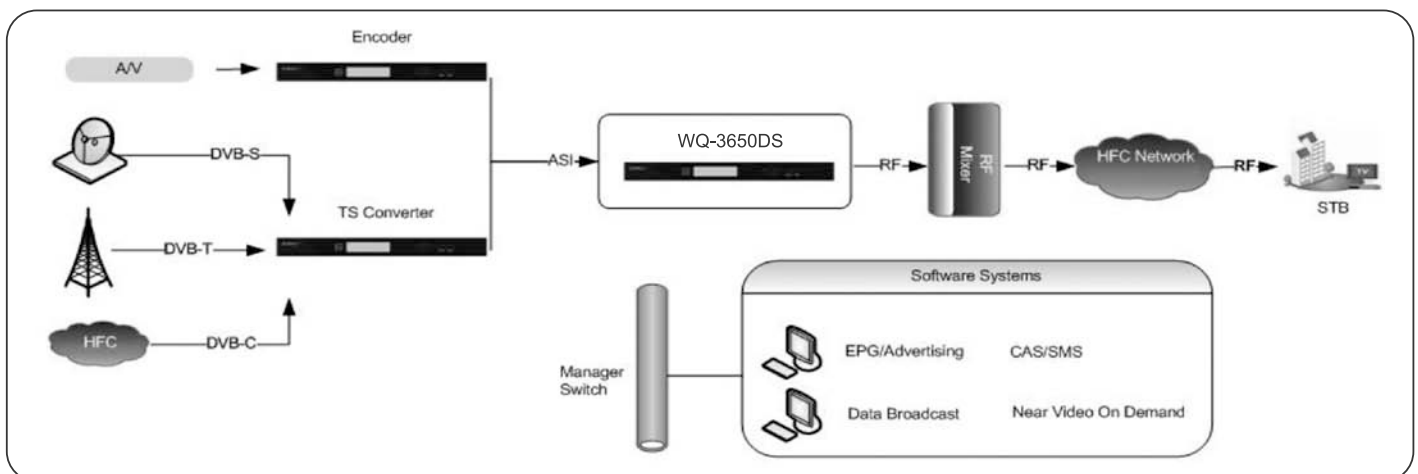 Encoder
A/V
DVB-S
TS Converter
DVB-T
HFC
DVB-C
ASI
WQ-3650DS
RF
RF
Mixer
RF
HFC Network
RF
TV
STB
Manager
Switch
Software Systems
EPG/Advertising
CAS/SMS
Data Broadcast
Near Video On Demand